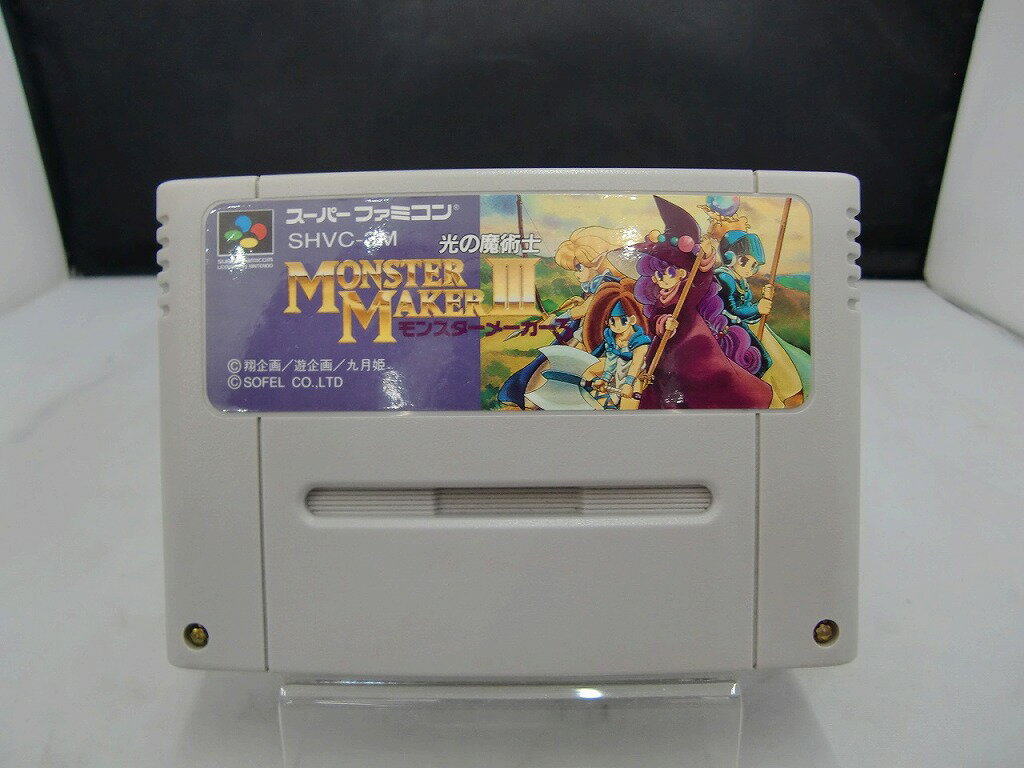 スーパーファミコン®
SHVC-3M
光の魔術士
MONSTER
MAKER III
モンスターメーカー3
©翔企画／遊企画／九月姫
©SOFEL CO.,LTD